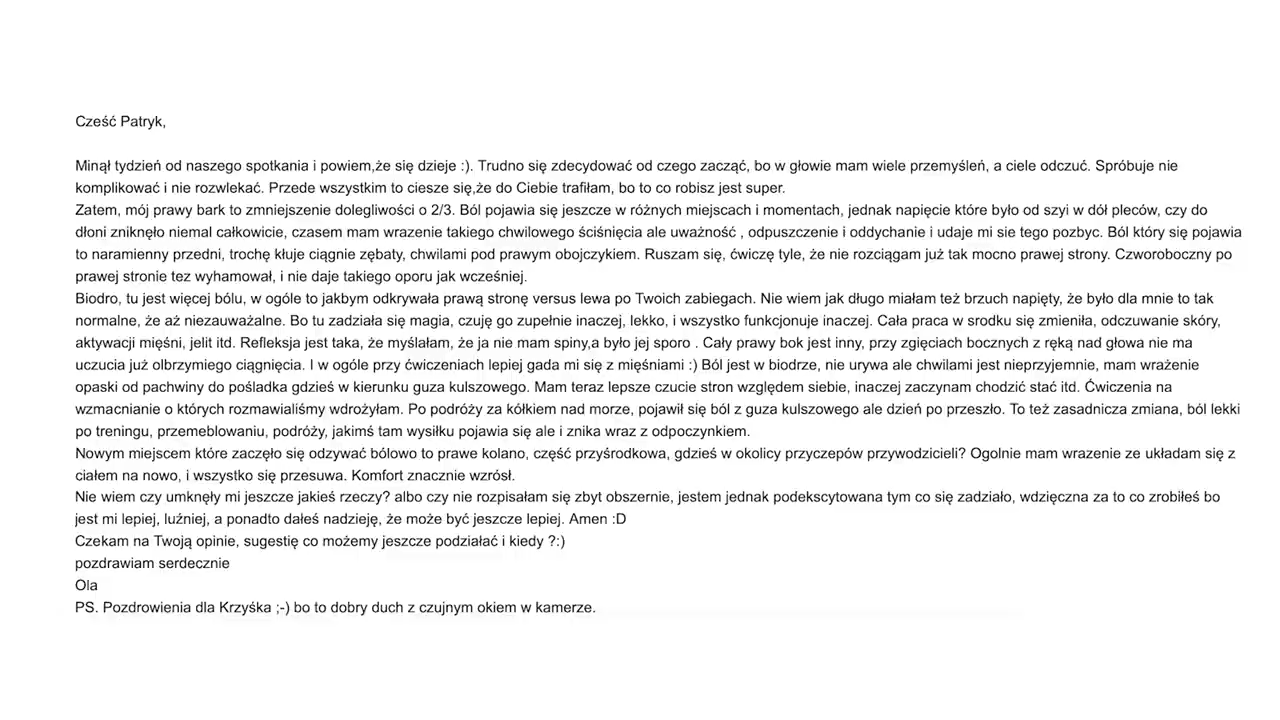 Cześć Patryk,
Minął tydzień od naszego spotkania i powiem,że się dzieje :). Trudno się zdecydować od czego zacząć, bo w głowie mam wiele przemyśleń, a ciele odczuć. Spróbuje nie
komplikować i nie rozwlekać. Przede wszystkim to ciesze się,że do Ciebie trafiłam, bo to co robisz jest super.
Zatem, mój prawy bark to zmniejszenie dolegliwości o 2/3. Ból pojawia się jeszcze w różnych miejscach i momentach, jednak napięcie które było od szyi w dół pleców, czy do
dłoni zniknęło niemal całkowicie, czasem mam wrazenie takiego chwilowego ściśnięcia ale uważność , odpuszczenie i oddychanie i udaje mi sie tego pozbyc. Ból który się pojawia
to naramienny przedni, trochę kłuje ciągnie zębaty, chwilami pod prawym obojczykiem. Ruszam się, ćwiczę tyle, że nie rozciągam już tak mocno prawej strony. Czworoboczny po
prawej stronie tez wyhamował, i nie daje takiego oporu jak wcześniej.
Biodro, tu jest więcej bólu, w ogóle to jakbym odkrywała prawą stronę versus lewa po Twoich zabiegach. Nie wiem jak długo miałam też brzuch napięty, że było dla mnie to tak
normalne, że aż niezauważalne. Bo tu zadziała się magia, czuję go zupełnie inaczej, lekko, i wszystko funkcjonuje inaczej. Cała praca w srodku się zmieniła, odczuwanie skóry,
aktywacji mięśni, jelit itd. Refleksja jest taka, że myślałam, że ja nie mam spiny,a było jej sporo . Cały prawy bok jest inny, przy zgięciach bocznych z ręką nad głowa nie ma
uczucia już olbrzymiego ciągnięcia. I w ogóle przy ćwiczeniach lepiej gada mi się z mięśniami :) Ból jest w biodrze, nie urywa ale chwilami jest nieprzyjemnie, mam wrażenie
opaski od pachwiny do pośladka gdzieś w kierunku guza kulszowego. Mam teraz lepsze czucie stron względem siebie, inaczej zaczynam chodzić stać itd. Ćwiczenia na
wzmacnianie o których rozmawialiśmy wdrożyłam. Po podróży za kółkiem nad morze, pojawił się ból z guza kulszowego ale dzień po przeszło. To też zasadnicza zmiana, ból lekki
po treningu, przemeblowaniu, podróży, jakimś tam wysiłku pojawia się ale i znika wraz z odpoczynkiem.
Nowym miejscem które zaczęło się odzywać bólowo to prawe kolano, część przyśrodkowa, gdzieś w okolicy przyczepów przywodzicieli? Ogolnie mam wrazenie ze układam się z
ciałem na nowo, i wszystko się przesuwa. Komfort znacznie wzrósł.
Nie wiem czy umknęły mi jeszcze jakieś rzeczy? albo czy nie rozpisałam się zbyt obszernie, jestem jednak podekscytowana tym co się zadziało, wdzięczna za to co zrobiłeś bo
jest mi lepiej, luźniej, a ponadto dałeś nadzieję, że może być jeszcze lepiej. Amen :D
Czekam na Twoją opinie, sugestię co możemy jeszcze podziałać i kiedy ?:)
pozdrawiam serdecznie
Ola
PS. Pozdrowienia dla Krzyśka ;-) bo to dobry duch z czujnym okiem w kamerze.